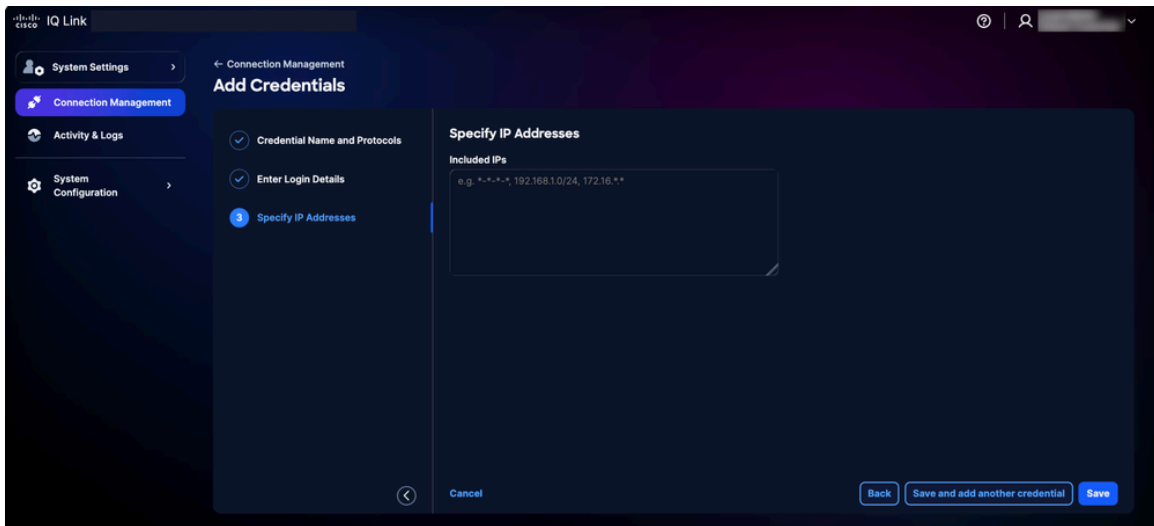 cisco IQ Link
System Settings
Connection Management
Activity & Logs
System
Configuration
← Connection Management
Add Credentials
Credential Name and Protocols
Enter Login Details
3 Specify IP Addresses
Specify IP Addresses
Included IPs
e.g. *-*-*-*, 192.168.1.0/24, 172.16.*.*
Cancel
Back
Save and add another credential
Save